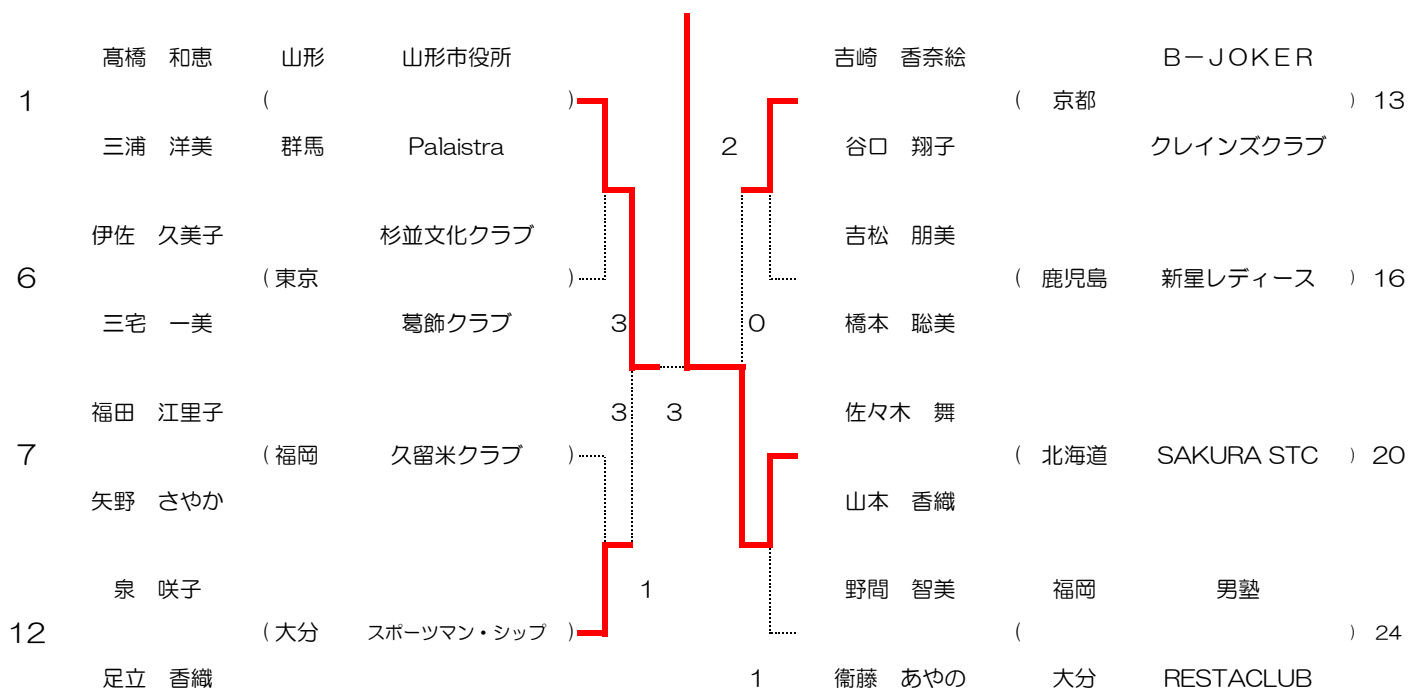 髙橋　和恵　山形　山形市役所
1 ( )
三浦　洋美　群馬　Palaistra
伊佐　久美子　杉並文化クラブ
6 ( 東京 )
三宅　一美　葛飾クラブ
3
福田　江里子
3
7 ( 福岡　久留米クラブ )
矢野　さやか
泉　咲子
1
12 ( 大分　スポーツマン・シップ )
足立　香織
3
吉崎　香奈絵　B－JOKER
( 京都 ) 13
2
谷口　翔子　クレインズクラブ
吉松　朋美
( 鹿児島　新星レディース ) 16
0
橋本　聡美
佐々木　舞
( 北海道　SAKURA STC ) 20
山本　香織
野間　智美　福岡　男塾
( ) 24
1
衞藤　あやの　大分　RESTACLUB